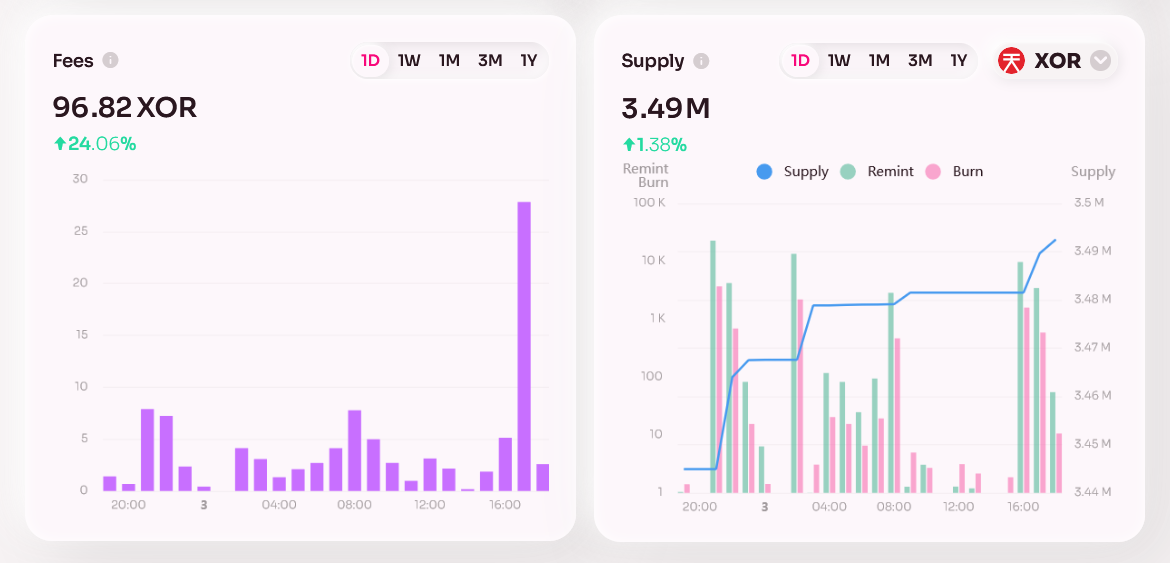 Fees
1D 1W 1M 3M 1Y
96.82 XOR
24.06%
30
25
20
15
10
5
0
20:00 3 04:00 08:00 12:00 16:00
Supply
1D 1W 1M 3M 1Y
天 XOR
3.49M
1.38%
Remint
Burn
Supply Remint Burn
Supply
100 K 3.5 M
10 K 3.49 M
1 K 3.48 M
100 3.47 M
10 3.46 M
1 3.45 M
3.44 M
20:00 3 04:00 08:00 12:00 16:00